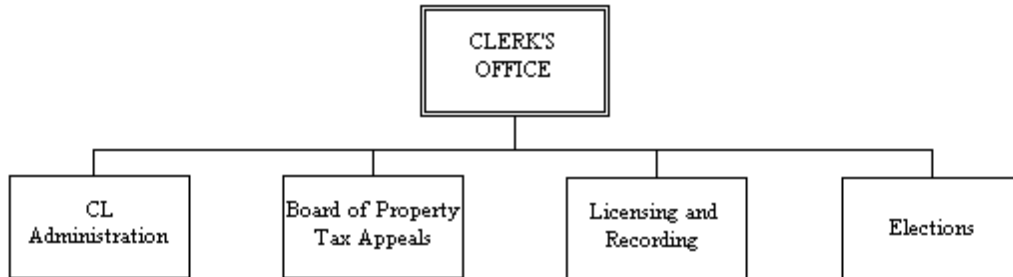 CLERK'S
OFFICE
CL
Administration
Board of Property
Tax Appeals
Licensing and
Recording
Elections